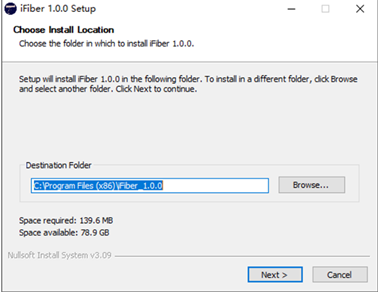 iFiber 1.0.0 Setup
Choose Install Location
Choose the folder in which to install iFiber 1.0.0.
Setup will install iFiber 1.0.0 in the following folder. To install in a different folder, click Browse
and select another folder. Click Next to continue.
Destination Folder
C:\Program Files (x86)\iFiber_1.0.0
Browse...
Space required: 139.6 MB
Space available: 78.9 GB
Nullsoft Install System v3.09
Next >
Cancel